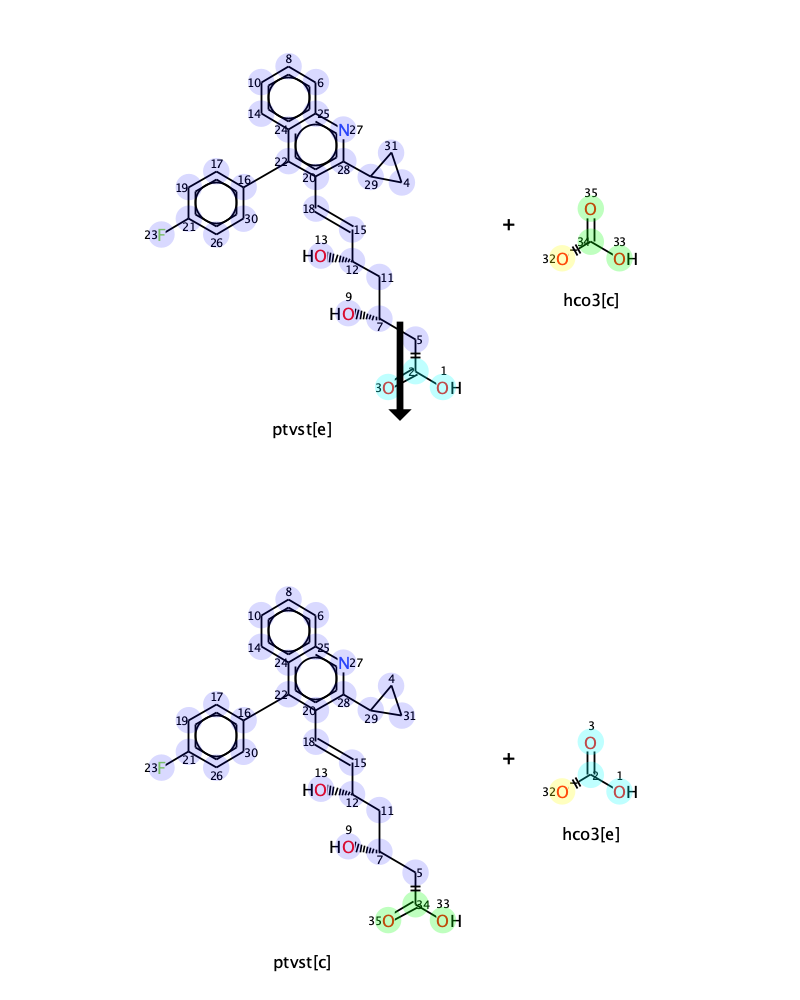 8
10
6
14
25
24
N27
31
22
17
16
20
28
4
29
19
18
35
30
15
21
23F
26
13
HO
34
33
12
32O
OH
O
11
hco3[c]
9
HO
7
5
2
1
3O
OH
ptvst[e]
+
8
10
6
14
25
24
N27
4
22
17
16
20
28
31
29
19
18
3
30
15
21
23F
26
13
HO
2
1
12
32O
OH
O
11
hco3[e]
9
HO
7
5
34
33
35O
OH
ptvst[c]
+